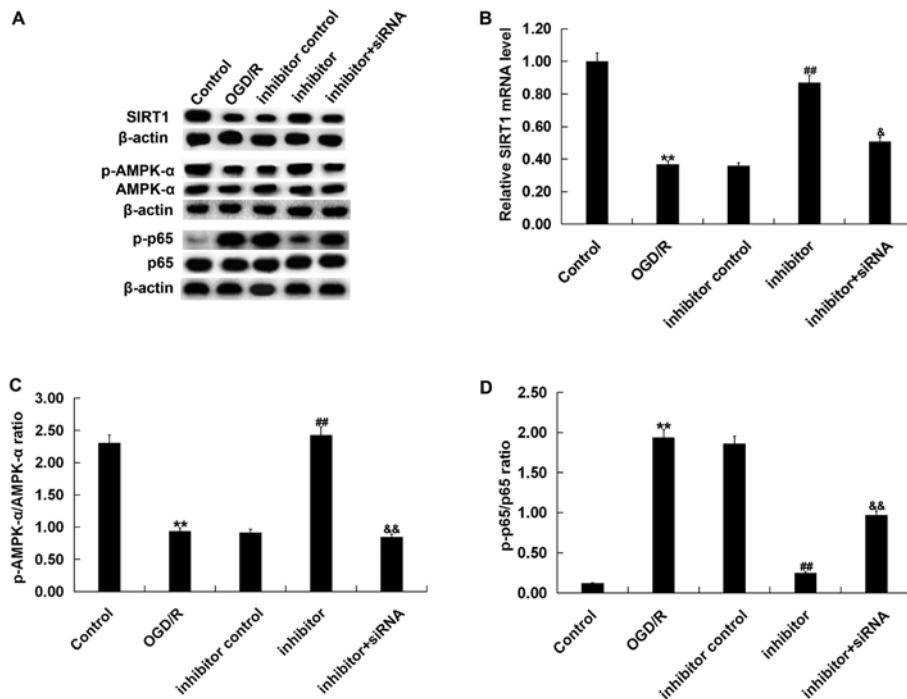 A
Control
OGD/R
inhibitor control
inhibitor
inhibitor+siRNA
SIRT1
β-actin
p-AMPK-α
AMPK-α
β-actin
p-p65
p65
β-actin
B
Relative SIRT1 mRNA level
1.20
1.00
0.80
0.60
0.40
0.20
0.00
**
##
&
Control
OGD/R
inhibitor control
inhibitor
inhibitor+siRNA
C
p-AMPK-α/AMPK-α ratio
3.00
2.50
2.00
1.50
1.00
0.50
0.00
**
##
&&
Control
OGD/R
inhibitor control
inhibitor
inhibitor+siRNA
D
p-p65/p65 ratio
2.50
2.00
1.50
1.00
0.50
0.00
**
##
&&
Control
OGD/R
inhibitor control
inhibitor
inhibitor+siRNA